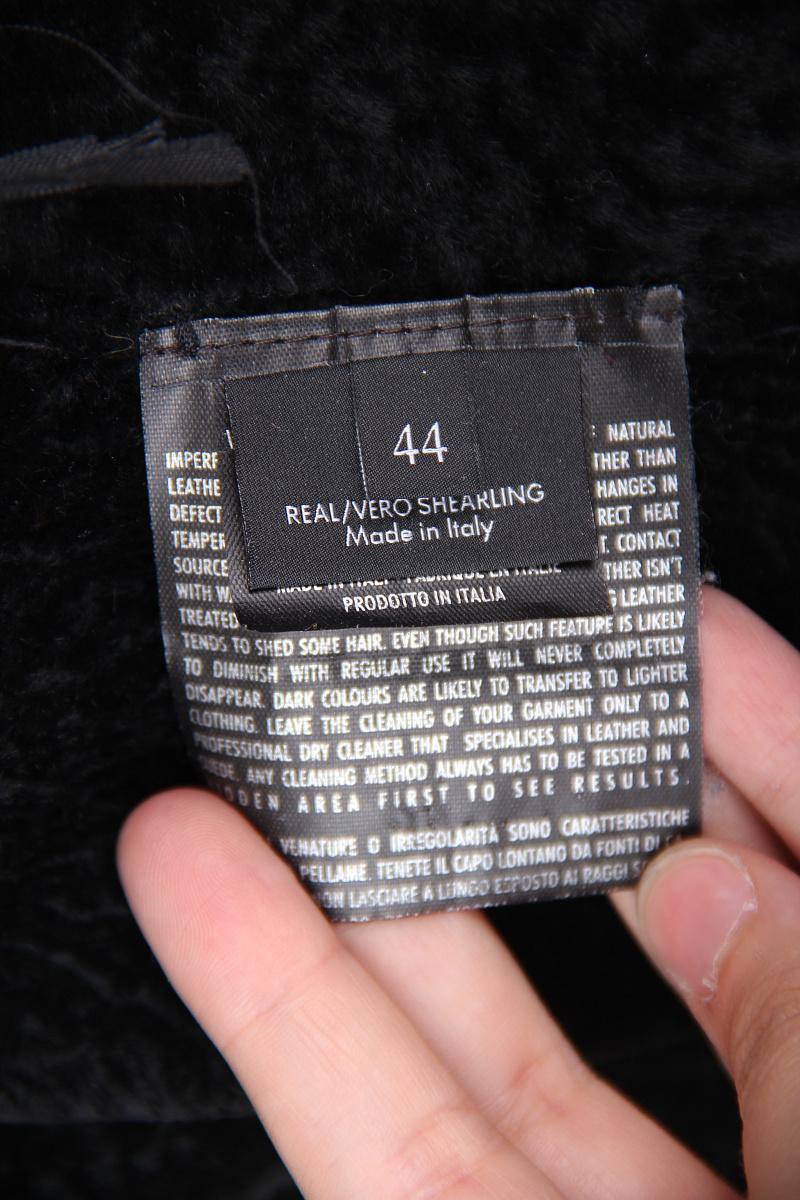 44
REAL/VERO SHEARLING
Made in Italy
PRODOTTO IN ITALIA
NATURAL
IMPERF THER THAN
LEATHE HANGES IN
DEFECT RECT HEAT
TEMPER T. CONTACT
SOURCE THER ISN'T
WITH W G LEATHER
TREATED
TENDS TO SHED SOME HAIR. EVEN THOUGH SUCH FEATURE IS LIKELY
TO DIMINISH WITH REGULAR USE IT WILL NEVER COMPLETELY
DISAPPEAR. DARK COLOURS ARE LIKELY TO TRANSFER TO LIGHTER
CLOTHING. LEAVE THE CLEANING OF YOUR GARMENT ONLY TO A
PROFESSIONAL DRY CLEANER THAT SPECIALISES IN LEATHER AND
EDE. ANY CLEANING METHOD ALWAYS HAS TO BE TESTED IN A
DDEN AREA FIRST TO SEE RESULTS.
VENATURE O IRREGOLARITÀ SONO CARATTERISTICHE
PELLAME. TENETE IL CAPO LONTANO DA FONTI DI
ON LASCIARE A LUNGO ESPOSTO AI RAGGI